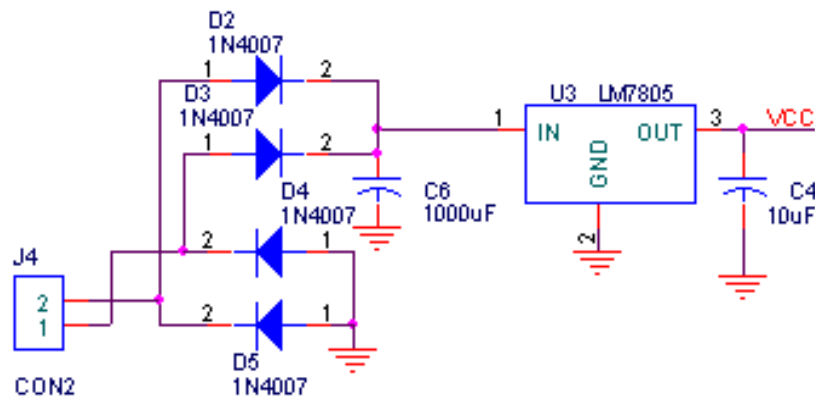 D2
1N4007
1 2
D3
1N4007
1 2
D4
1N4007
2 1
D5
1N4007
2 1
J4
2
1
CON2
C6
1000uF
U3 LM7805
1 IN OUT 3
GND
2
VCC
C4
10uF